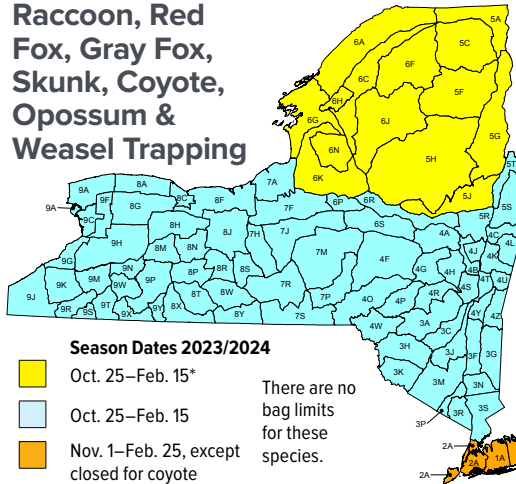 Raccoon, Red
Fox, Gray Fox,
Skunk, Coyote,
Opossum &
Weasel Trapping
5A
6A
5C
6F
6C
5F
6H
6G
6J
5G
6N
5H
6K
5J
5T
9A
8A
7A
8C
9F
8F
6P
6R
5S
9A
8G
7F
5R
9C
6S
8H
8J
7H
7J
4A
4C
4L
9H
8M
8N
7M
4F
4J
4K
9G
9N
8P
8R
8S
4G
4H
4B
4T
4U
9M
9W
9P
7R
4S
9K
8T
8W
7P
4O
4P
4R
9J
9R
9S
9T
9X
9Y
8X
8Y
7S
4Y
4Z
4W
3A
3C
3H
3J
3F
3G
3K
3M
3N
3P
3R
3S
2A
2A
1A
2A
Season Dates 2023/2024
Oct. 25–Feb. 15*
Oct. 25–Feb. 15
Nov. 1–Feb. 25, except
closed for coyote
There are no
bag limits
for these
species.